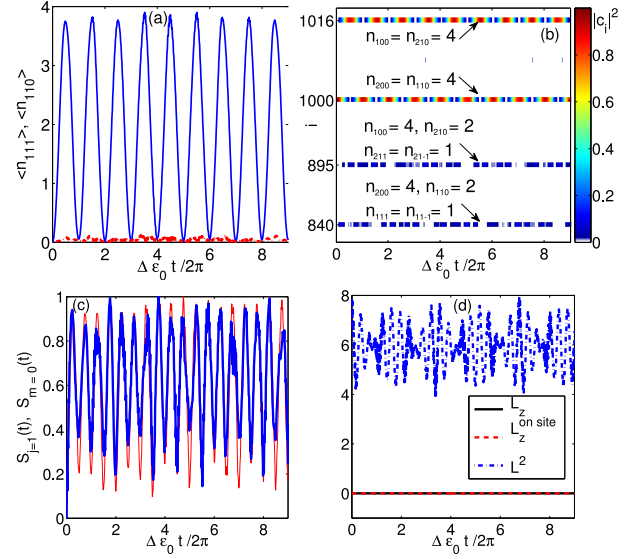 (a)
<n111> , <n110>
4
3
2
1
0
0 2 4 6 8
Δ ε0 t /2π
(b)
|ci|2
n100 = n210 = 4
n200 = n110 = 4
n100 = 4, n210 = 2
n211 = n21-1 = 1
n200 = 4, n110 = 2
n111 = n11-1 = 1
i
1016
1000
895
840
0 2 4 6 8
Δ ε0 t /2π
0.8
0.6
0.4
0.2
0
(c)
Sj=1(t), Sm = 0(t)
1
0.8
0.6
0.4
0.2
0
0 2 4 6 8
Δ ε0 t /2π
(d)
8
6
4
2
0
Lz
Lz on site
L2
0 2 4 6 8
Δ ε0 t /2π